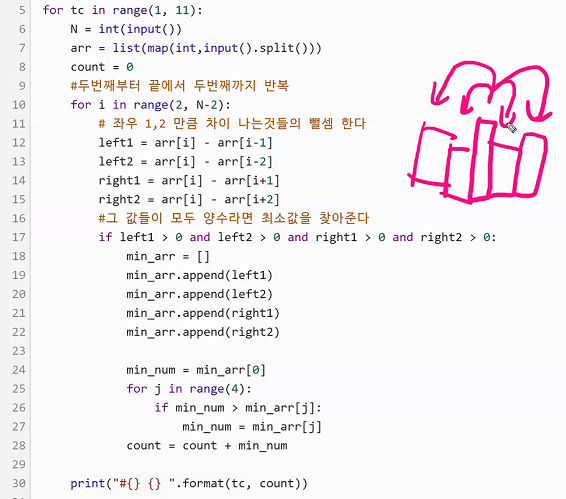 5 for tc in range(1, 11):
6 N = int(input())
7 arr = list(map(int,input().split()))
8 count = 0
9 #두번째부터 끝에서 두번째까지 반복
10 for i in range(2, N-2):
11 # 좌우 1,2 만큼 차이 나는것들의 뺄셈 한다
12 left1 = arr[i] - arr[i-1]
13 left2 = arr[i] - arr[i-2]
14 right1 = arr[i] - arr[i+1]
15 right2 = arr[i] - arr[i+2]
16 #그 값들이 모두 양수라면 최소값을 찾아준다
17 if left1 > 0 and left2 > 0 and right1 > 0 and right2 > 0:
18 min_arr = []
19 min_arr.append(left1)
20 min_arr.append(left2)
21 min_arr.append(right1)
22 min_arr.append(right2)
23
24 min_num = min_arr[0]
25 for j in range(4):
26 if min_num > min_arr[j]:
27 min_num = min_arr[j]
28 count = count + min_num
29
30 print("#{} {} ".format(tc, count))